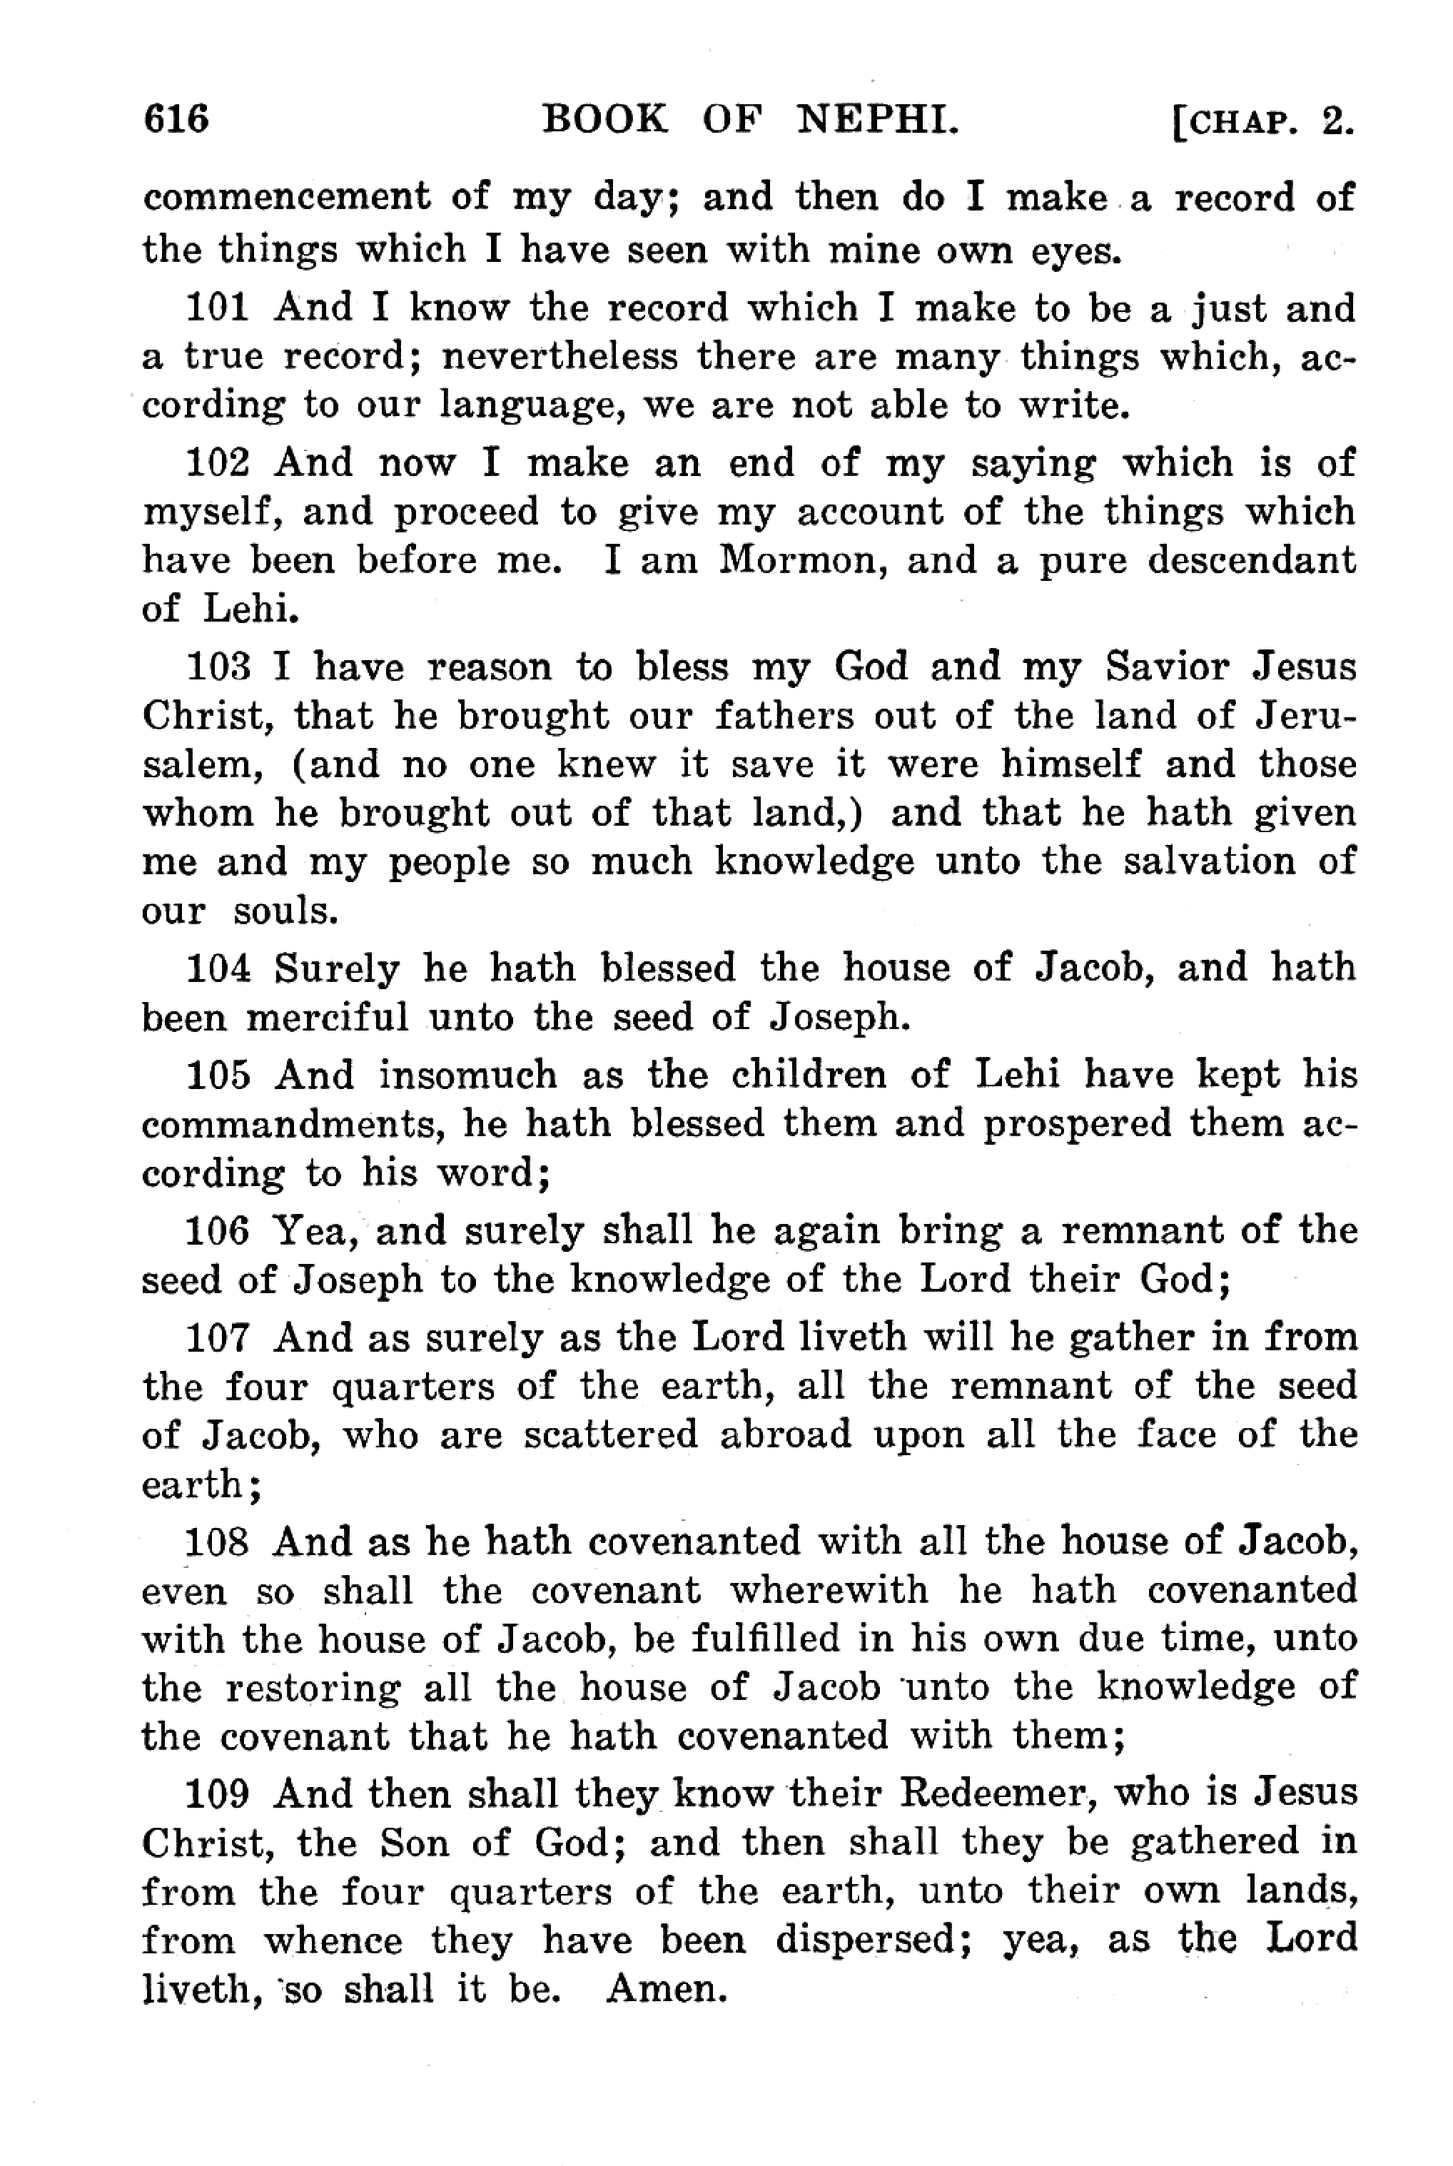 616 BOOK OF NEPHI. [CHAP. 2.
commencement of my day; and then do I make a record of
the things which I have seen with mine own eyes.
101 And I know the record which I make to be a just and
a true record; nevertheless there are many things which, ac-
cording to our language, we are not able to write.
102 And now I make an end of my saying which is of
myself, and proceed to give my account of the things which
have been before me. I am Mormon, and a pure descendant
of Lehi.
103 I have reason to bless my God and my Savior Jesus
Christ, that he brought our fathers out of the land of Jeru-
salem, (and no one knew it save it were himself and those
whom he brought out of that land,) and that he hath given
me and my people so much knowledge unto the salvation of
our souls.
104 Surely he hath blessed the house of Jacob, and hath
been merciful unto the seed of Joseph.
105 And insomuch as the children of Lehi have kept his
commandments, he hath blessed them and prospered them ac-
cording to his word;
106 Yea, and surely shall he again bring a remnant of the
seed of Joseph to the knowledge of the Lord their God;
107 And as surely as the Lord liveth will he gather in from
the four quarters of the earth, all the remnant of the seed
of Jacob, who are scattered abroad upon all the face of the
earth;
108 And as he hath covenanted with all the house of Jacob,
even so shall the covenant wherewith he hath covenanted
with the house of Jacob, be fulfilled in his own due time, unto
the restoring all the house of Jacob unto the knowledge of
the covenant that he hath covenanted with them;
109 And then shall they know their Redeemer, who is Jesus
Christ, the Son of God; and then shall they be gathered in
from the four quarters of the earth, unto their own lands,
from whence they have been dispersed; yea, as the Lord
liveth, so shall it be. Amen.